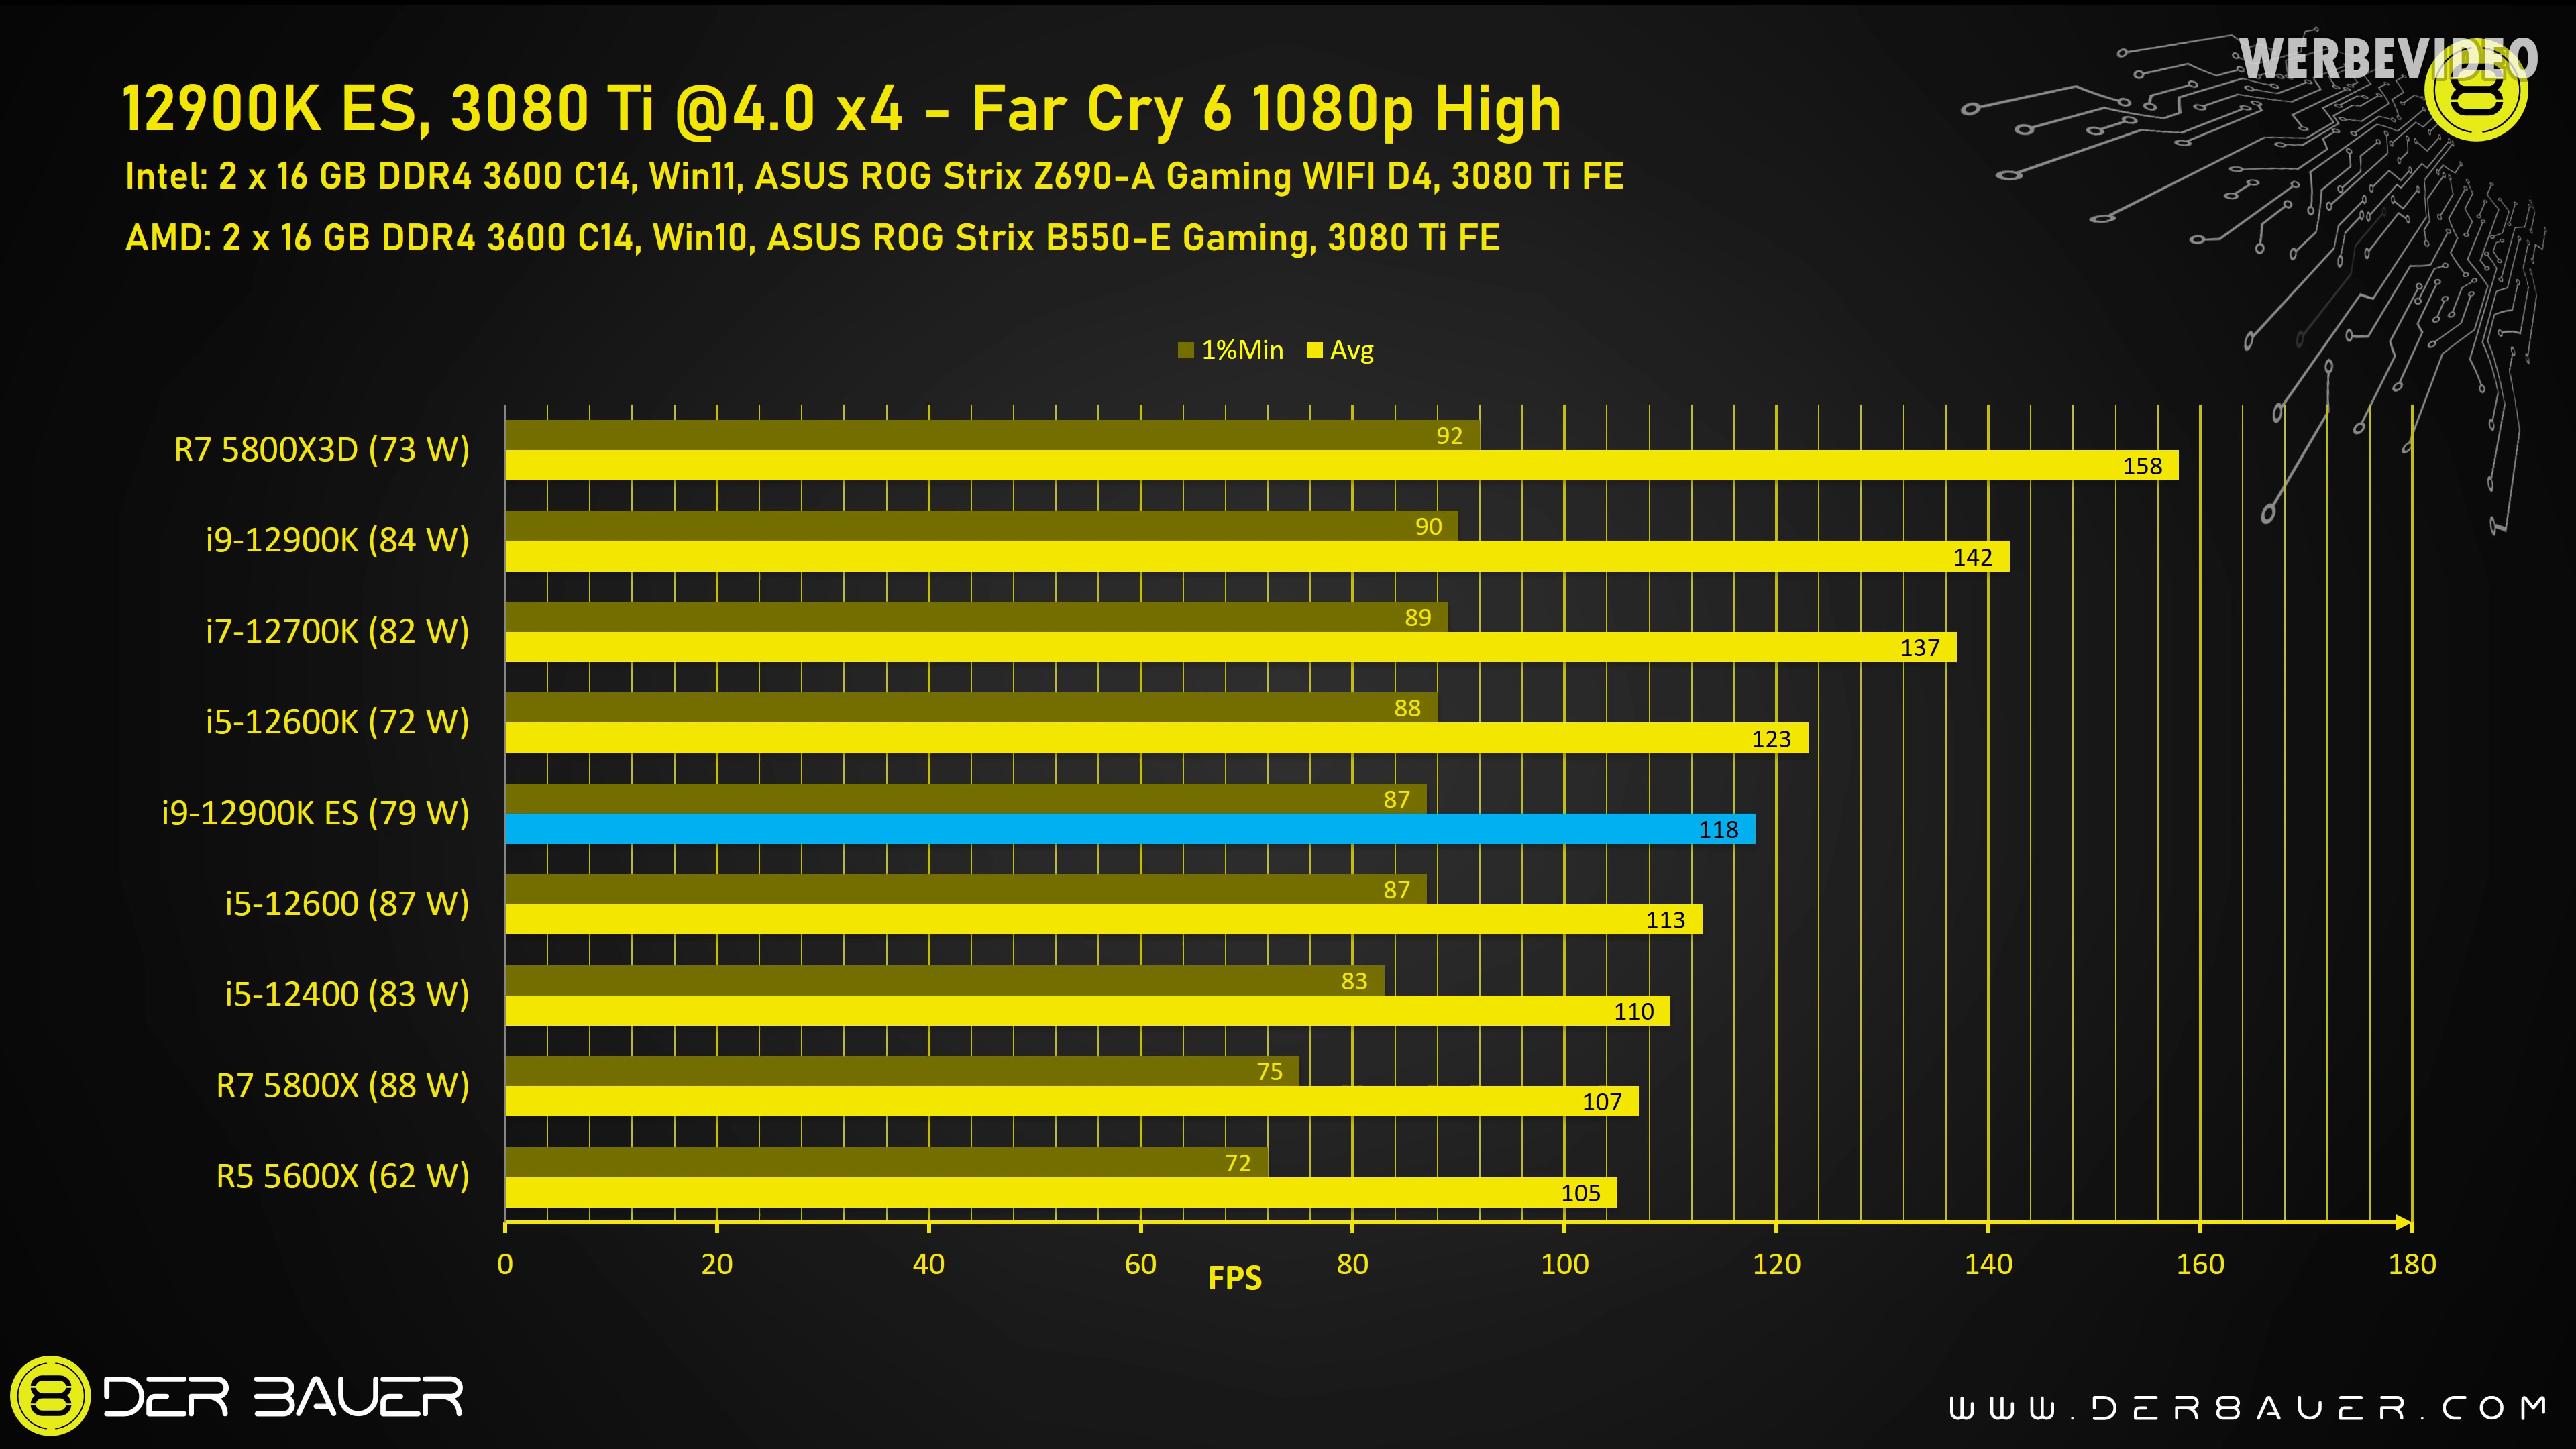 WERBEVIDEO
12900K ES, 3080 Ti @4.0 x4 - Far Cry 6 1080p High
Intel: 2 x 16 GB DDR4 3600 C14, Win11, ASUS ROG Strix Z690-A Gaming WIFI D4, 3080 Ti FE
AMD: 2 x 16 GB DDR4 3600 C14, Win10, ASUS ROG Strix B550-E Gaming, 3080 Ti FE
1%Min Avg
R7 5800X3D (73 W) 92 158
i9-12900K (84 W) 90 142
i7-12700K (82 W) 89 137
i5-12600K (72 W) 88 123
i9-12900K ES (79 W) 87 118
i5-12600 (87 W) 87 113
i5-12400 (83 W) 83 110
R7 5800X (88 W) 75 107
R5 5600X (62 W) 72 105
0 20 40 60 80 100 120 140 160 180
FPS
8 DER BAUER
WWW.DER8AUER.COM